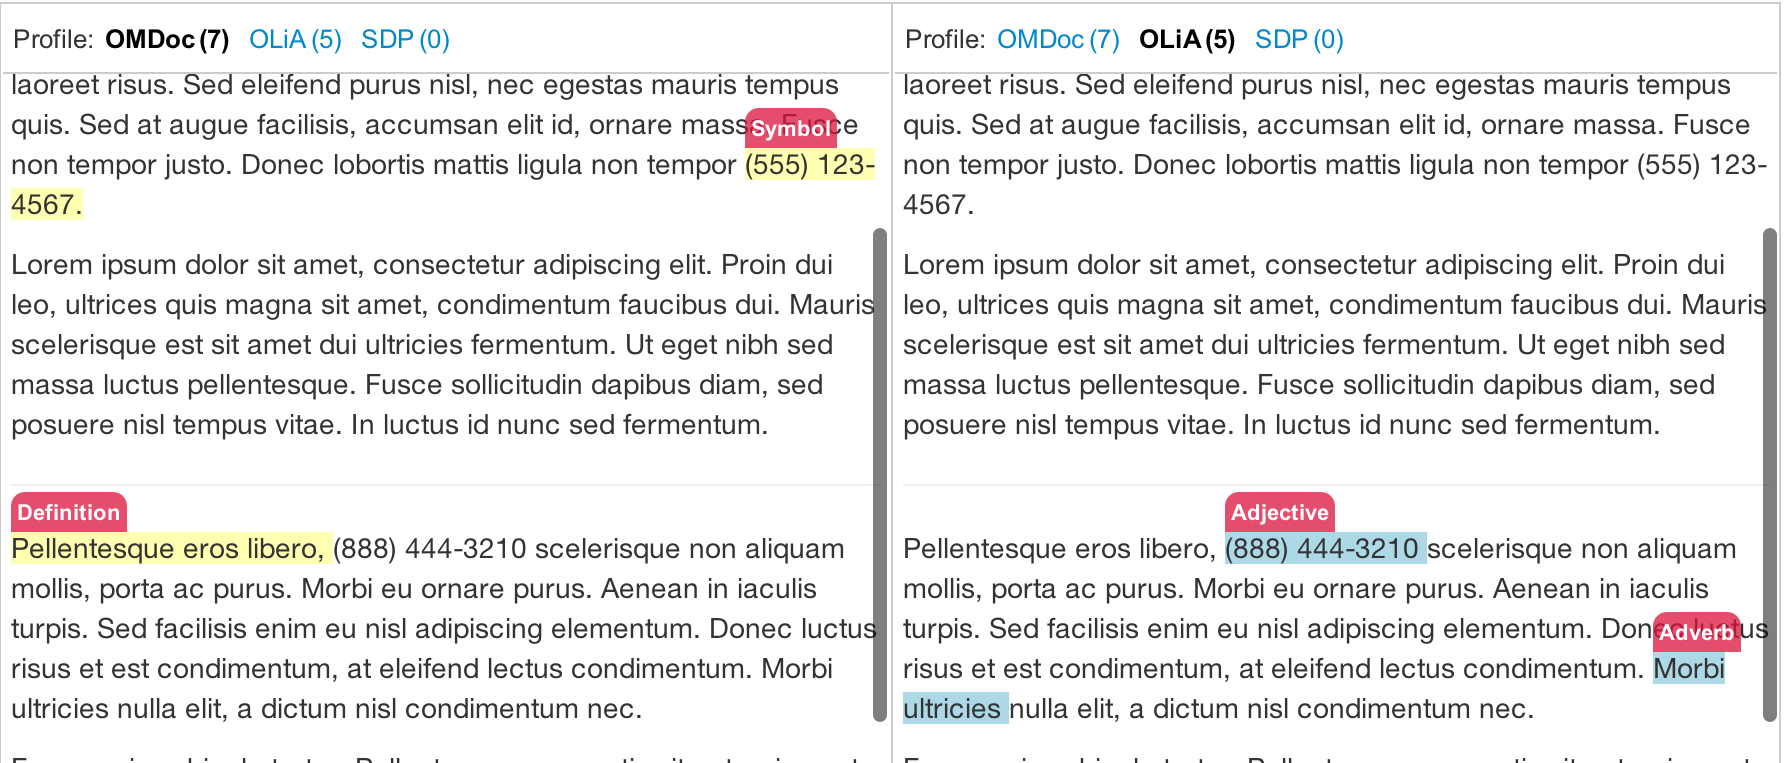 Profile: OMDoc (7) OLiA (5) SDP (0)
laoreet risus. Sed eleifend purus nisl, nec egestas mauris tempus
quis. Sed at augue facilisis, accumsan elit id, ornare massa. Fusce
Symbol
non tempor justo. Donec lobortis mattis ligula non tempor (555) 123-
4567.
Lorem ipsum dolor sit amet, consectetur adipiscing elit. Proin dui
leo, ultrices quis magna sit amet, condimentum faucibus dui. Mauris
scelerisque est sit amet dui ultricies fermentum. Ut eget nibh sed
massa luctus pellentesque. Fusce sollicitudin dapibus diam, sed
posuere nisl tempus vitae. In luctus id nunc sed fermentum.
Definition
Pellentesque eros libero, (888) 444-3210 scelerisque non aliquam
mollis, porta ac purus. Morbi eu ornare purus. Aenean in iaculis
turpis. Sed facilisis enim eu nisl adipiscing elementum. Donec luctus
risus et est condimentum, at eleifend lectus condimentum. Morbi
ultricies nulla elit, a dictum nisl condimentum nec.
Profile: OMDoc (7) OLiA (5) SDP (0)
laoreet risus. Sed eleifend purus nisl, nec egestas mauris tempus
quis. Sed at augue facilisis, accumsan elit id, ornare massa. Fusce
non tempor justo. Donec lobortis mattis ligula non tempor (555) 123-
4567.
Lorem ipsum dolor sit amet, consectetur adipiscing elit. Proin dui
leo, ultrices quis magna sit amet, condimentum faucibus dui. Mauris
scelerisque est sit amet dui ultricies fermentum. Ut eget nibh sed
massa luctus pellentesque. Fusce sollicitudin dapibus diam, sed
posuere nisl tempus vitae. In luctus id nunc sed fermentum.
Adjective
Pellentesque eros libero, (888) 444-3210 scelerisque non aliquam
mollis, porta ac purus. Morbi eu ornare purus. Aenean in iaculis
turpis. Sed facilisis enim eu nisl adipiscing elementum. Donec luctus
Adverb
risus et est condimentum, at eleifend lectus condimentum. Morbi
ultricies nulla elit, a dictum nisl condimentum nec.